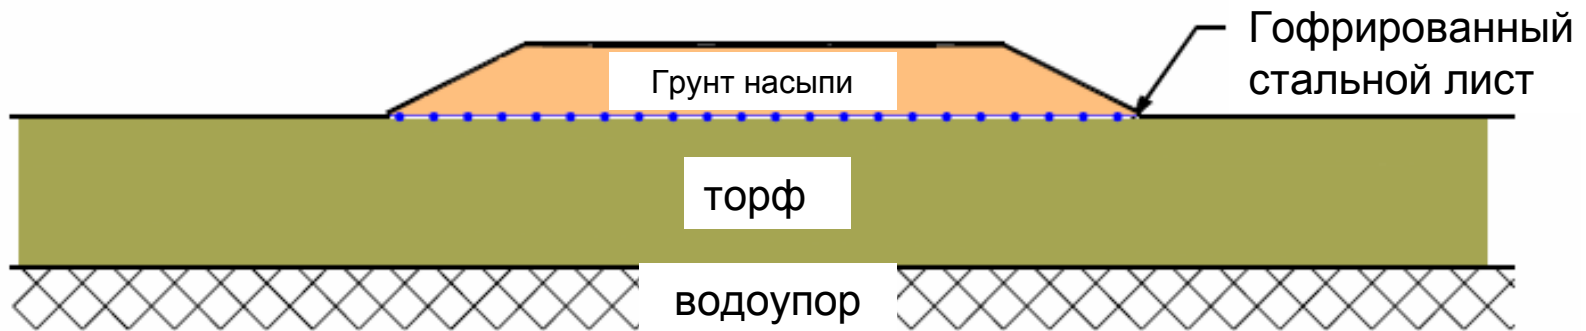 Гофрированный
стальной лист
Грунт насыпи
торф
водоупор